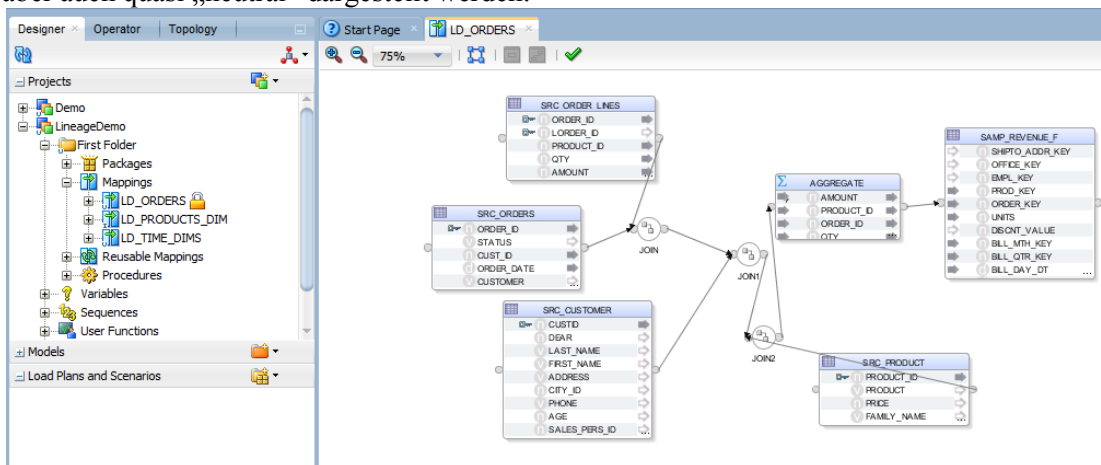 aber auch quasi „neutral“ dargestellt werden.
Designer Operator Topology
Start Page LD_ORDERS
75%
Projects
Demo
LineageDemo
First Folder
Packages
Mappings
LD_ORDERS
LD_PRODUCTS_DIM
LD_TIME_DIMS
Reusable Mappings
Procedures
Variables
Sequences
User Functions
Models
Load Plans and Scenarios
SRC ORDER LINES
ORDER_ID
LORDER_ID
PRODUCT_ID
QTY
AMOUNT
SRC_ORDERS
ORDER_ID
STATUS
CUST_ID
ORDER_DATE
CUSTOMER
SRC_CUSTOMER
CUSTID
DEAR
LAST_NAME
FIRST_NAME
ADDRESS
CITY_ID
PHONE
AGE
SALES_PERS_ID
JOIN
JOIN1
JOIN2
AGGREGATE
AMOUNT
PRODUCT_ID
ORDER_ID
QTY
SRC_PRODUCT
PRODUCT_ID
PRODUCT
PRICE
FAMILY_NAME
SAMP_REVENUE_F
SHIPTO_ADDR_KEY
OFFICE_KEY
EMPL_KEY
PROD_KEY
ORDER_KEY
UNITS
DISCNT_VALUE
BILL_MTH_KEY
BILL_QTR_KEY
BILL_DAY_DT